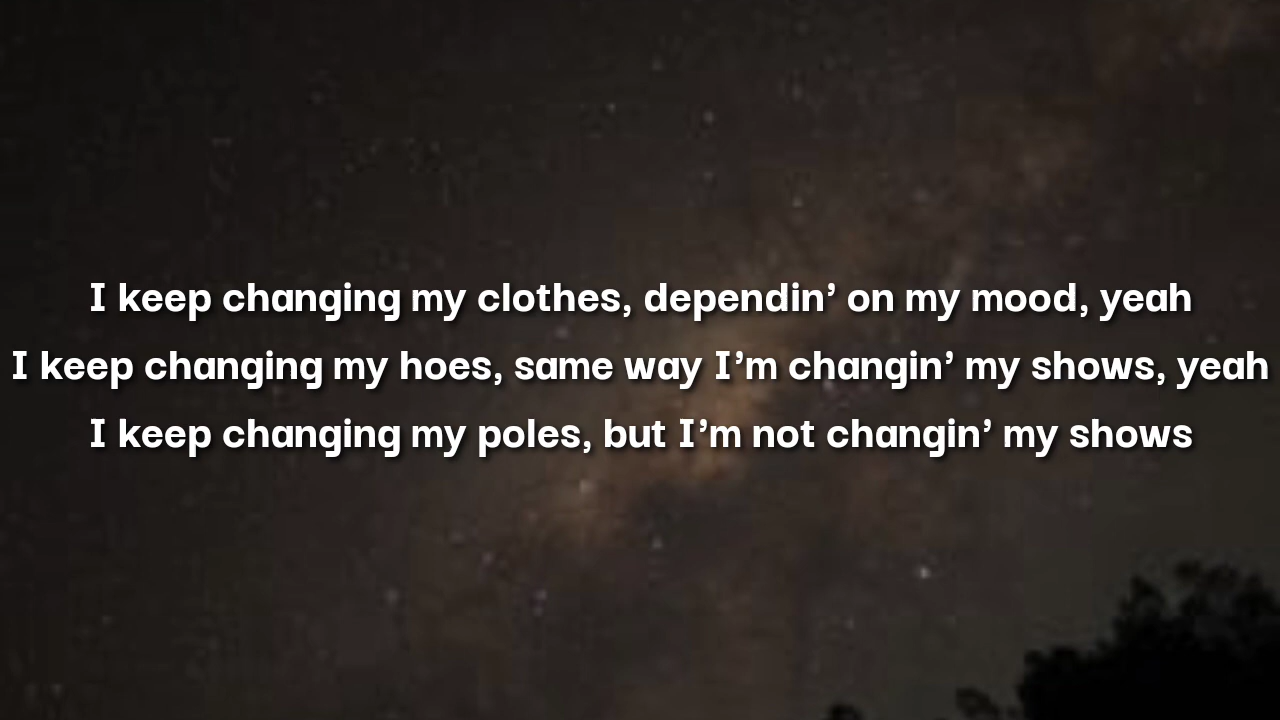 I keep changing my clothes, dependin’ on my mood, yeah
I keep changing my hoes, same way I’m changin’ my shows, yeah
I keep changing my poles, but I’m not changin’ my shows